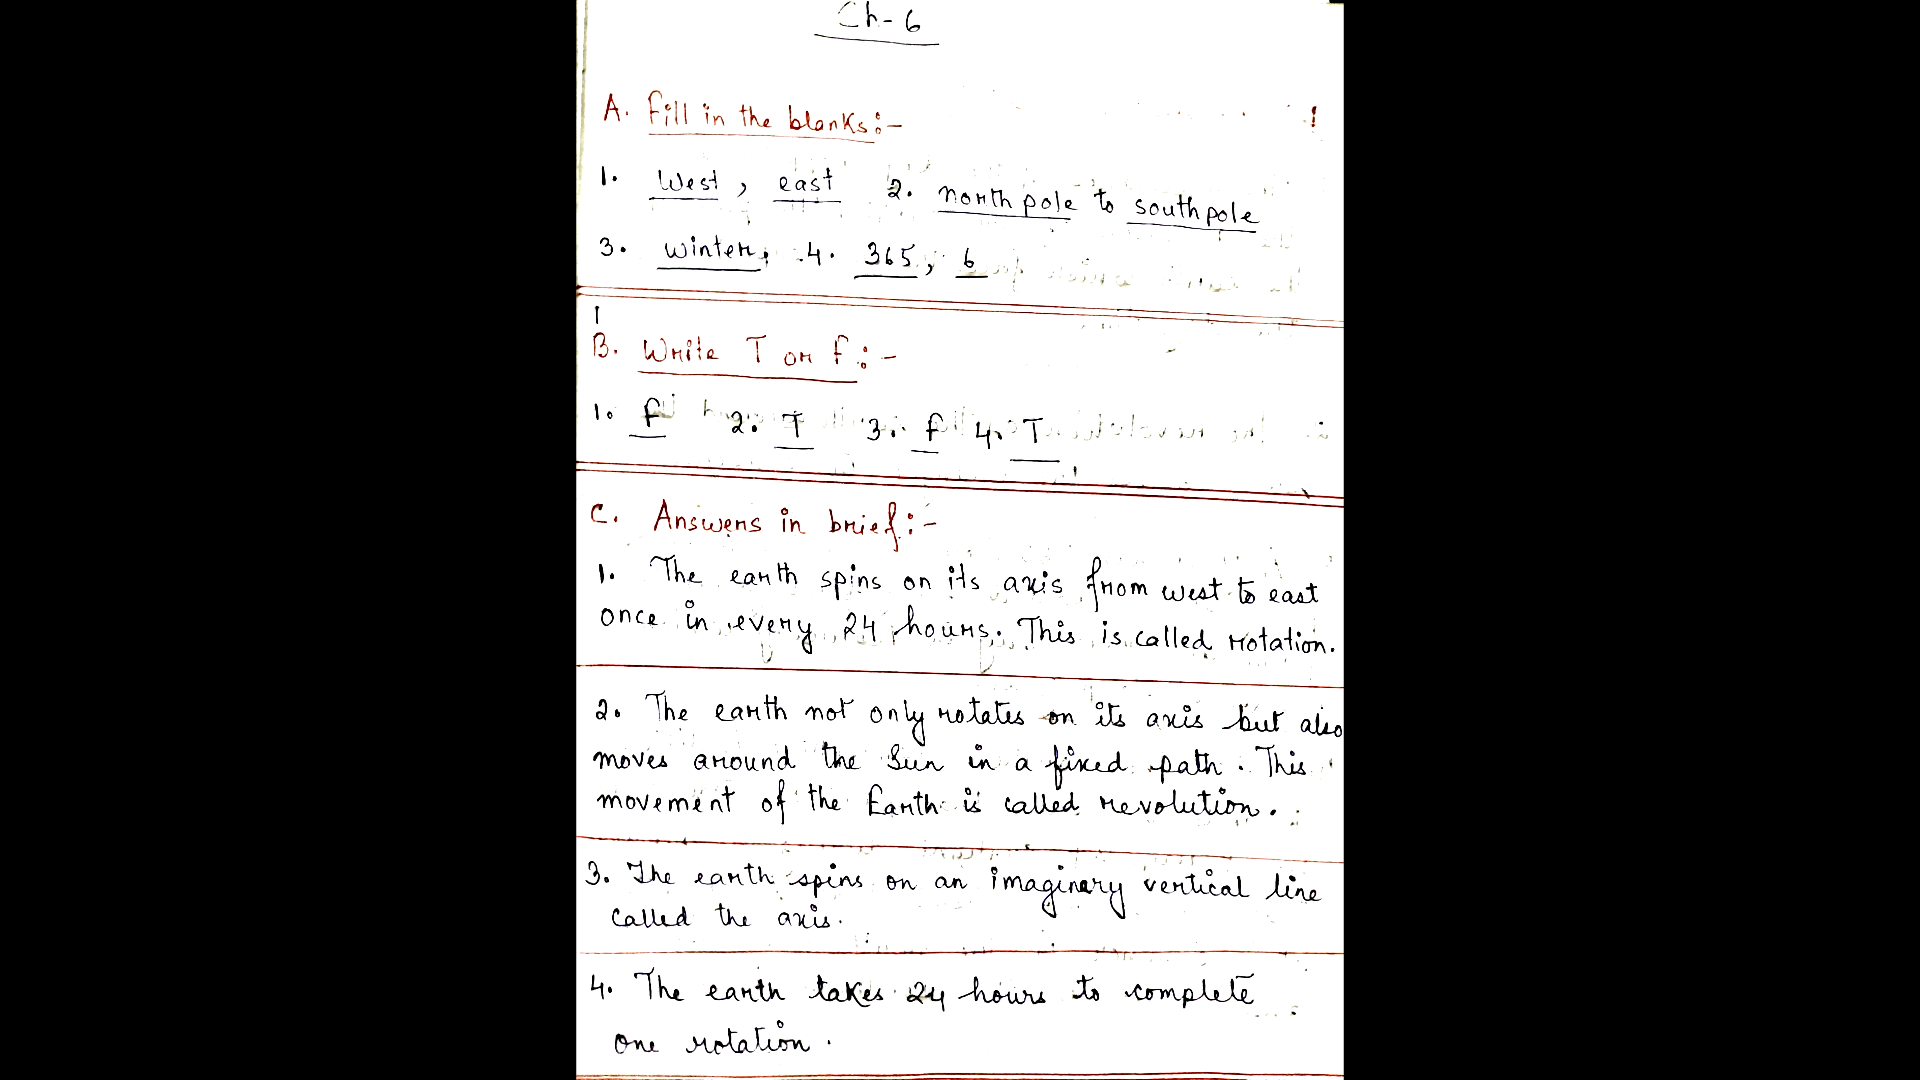 Ch-6
A. Fill in the blanks:-
1. West, east 2. north pole to south pole
3. winter, 4. 365, 6
B. Write T or F:-
1. F 2. T 3. F 4. T
C. Answers in brief:-
1. The earth spins on its axis from west to east
once in every 24 hours. This is called rotation.
2. The earth not only rotates on its axis but also
moves around the Sun in a fixed path. This
movement of the Earth is called revolution.
3. The earth spins on an imaginery vertical line
called the axis.
4. The earth takes 24 hours to complete
one rotation.